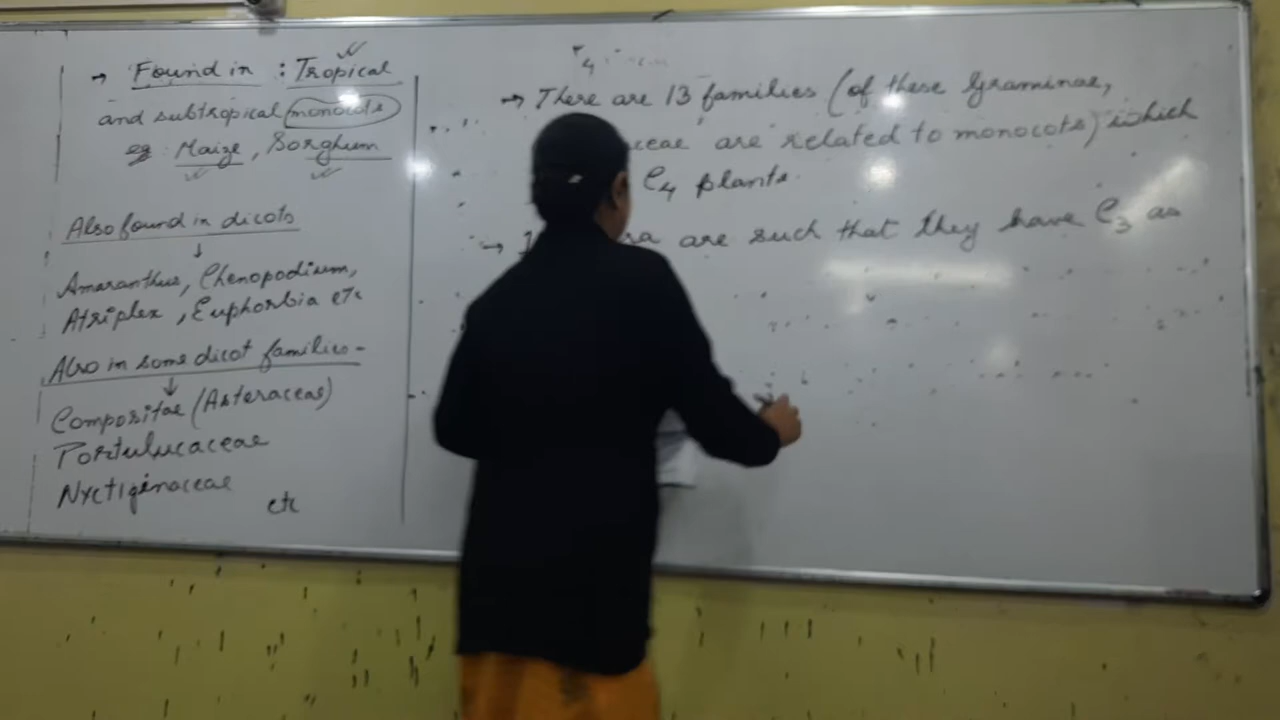 → Found in : Tropical
and subtropical monocots
eg: Maize, Sorghum
Also found in dicots
↓
Amaranthus, Chenopodium,
Atriplex, Euphorbia etc
Also in some dicot families-
↓
Compositae (Asteraceae)
Portulucaceae
Nyctiginaceae
etc
→ There are 13 families (of these Graminae,
ceae are related to monocots) which
C4 plants.
→ are such that they have C3 as